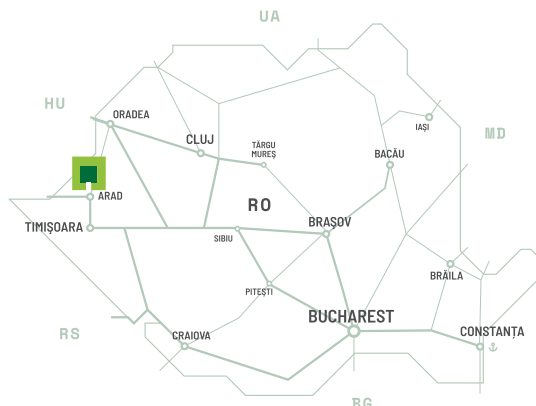 UA
HU
ORADEA
CLUJ
TÂRGU
MUREȘ
IAȘI
MD
BACĂU
ARAD
RO
TIMIȘOARA
SIBIU
BRAȘOV
BRĂILA
PITEȘTI
BUCHAREST
RS
CRAIOVA
CONSTANȚA
BG